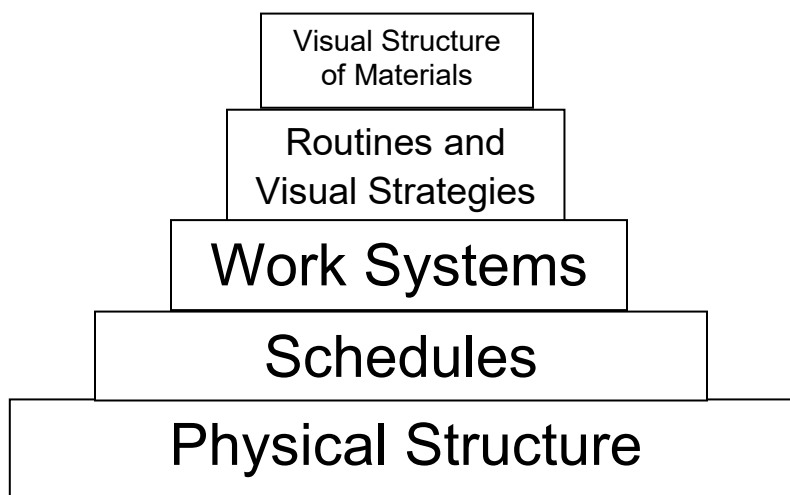 Visual Structure
of Materials
Routines and
Visual Strategies
Work Systems
Schedules
Physical Structure